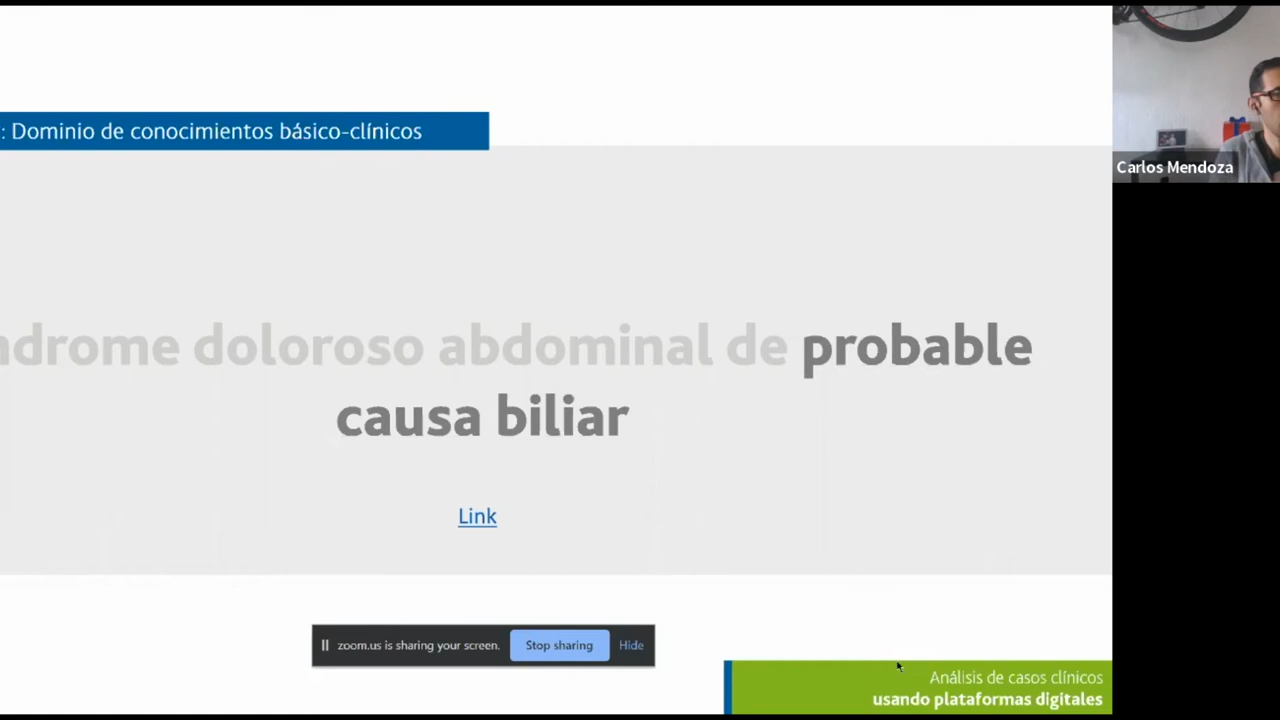 : Dominio de conocimientos básico-clínicos
ndrome doloroso abdominal de probable
causa biliar
Link
zoom.us is sharing your screen. Stop sharing Hide
Análisis de casos clínicos
usando plataformas digitales
Carlos Mendoza